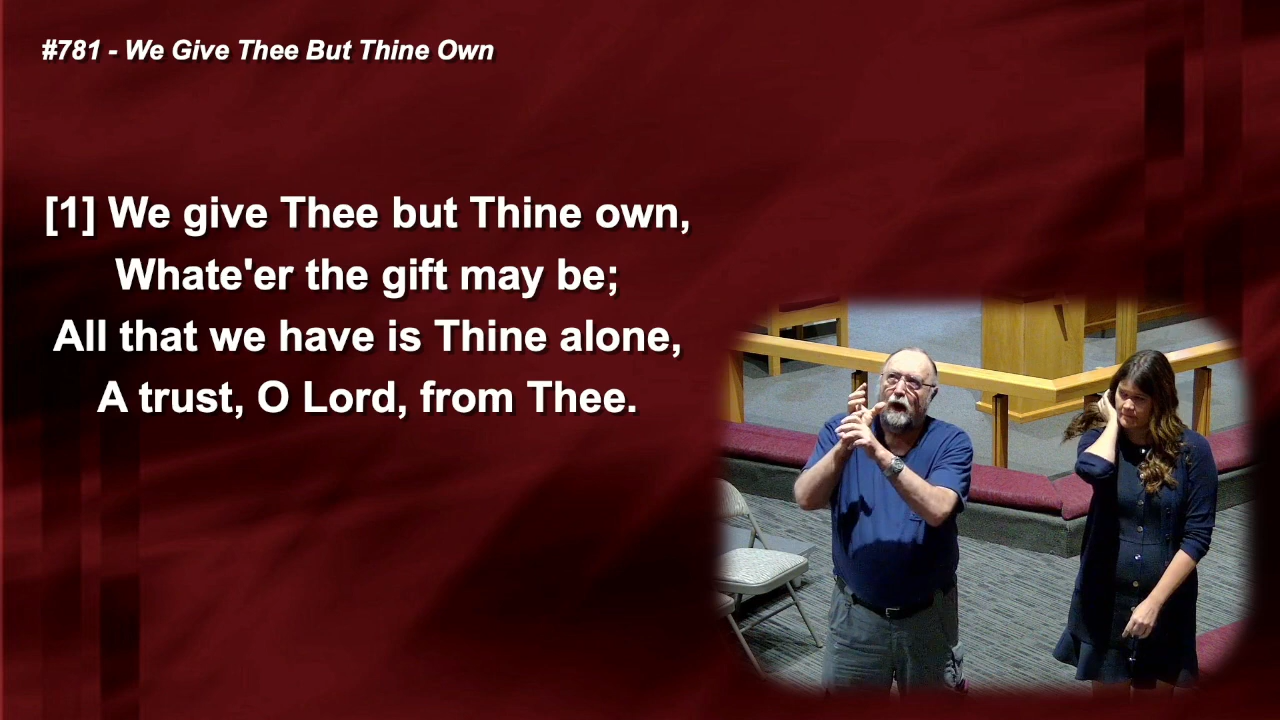 #781 - We Give Thee But Thine Own
[1] We give Thee but Thine own,
Whate'er the gift may be;
All that we have is Thine alone,
A trust, O Lord, from Thee.